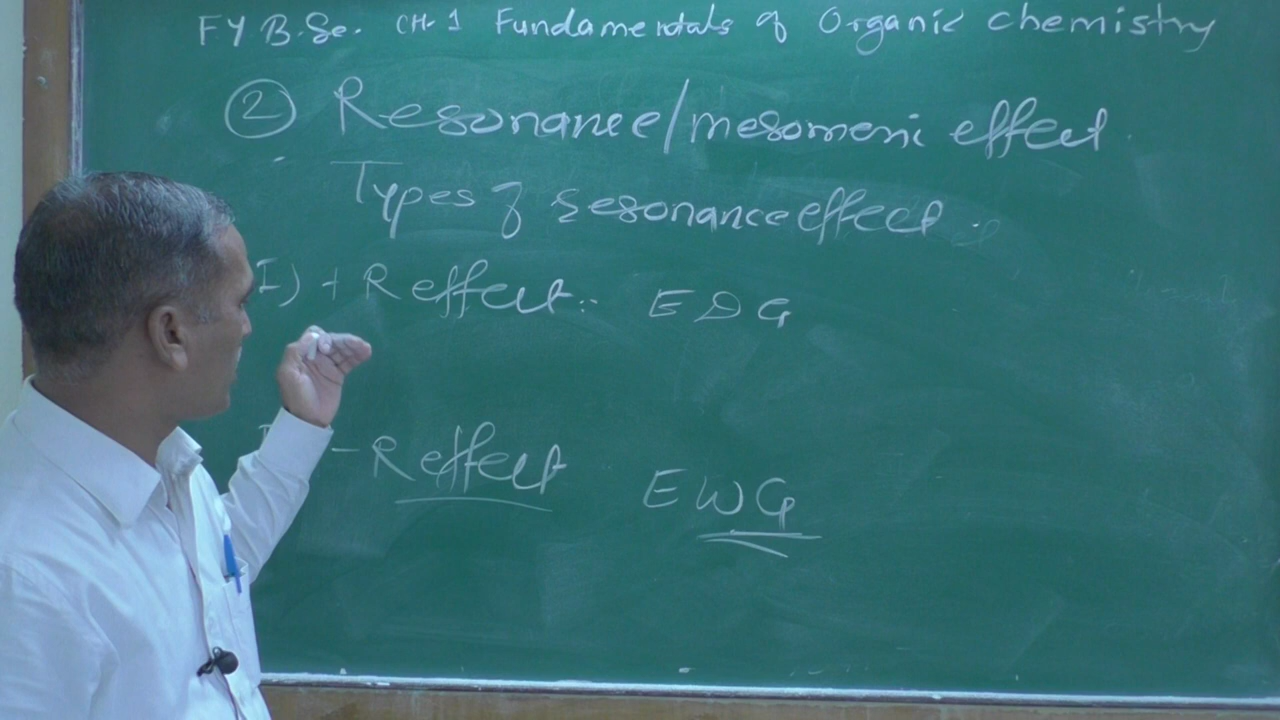 FY B.Sc. CH-1 Fundamentals of Organic chemistry
② Resonance/mesomeric effect
Types of resonance effect
I) + R effect:- EDG
- R effect EWG